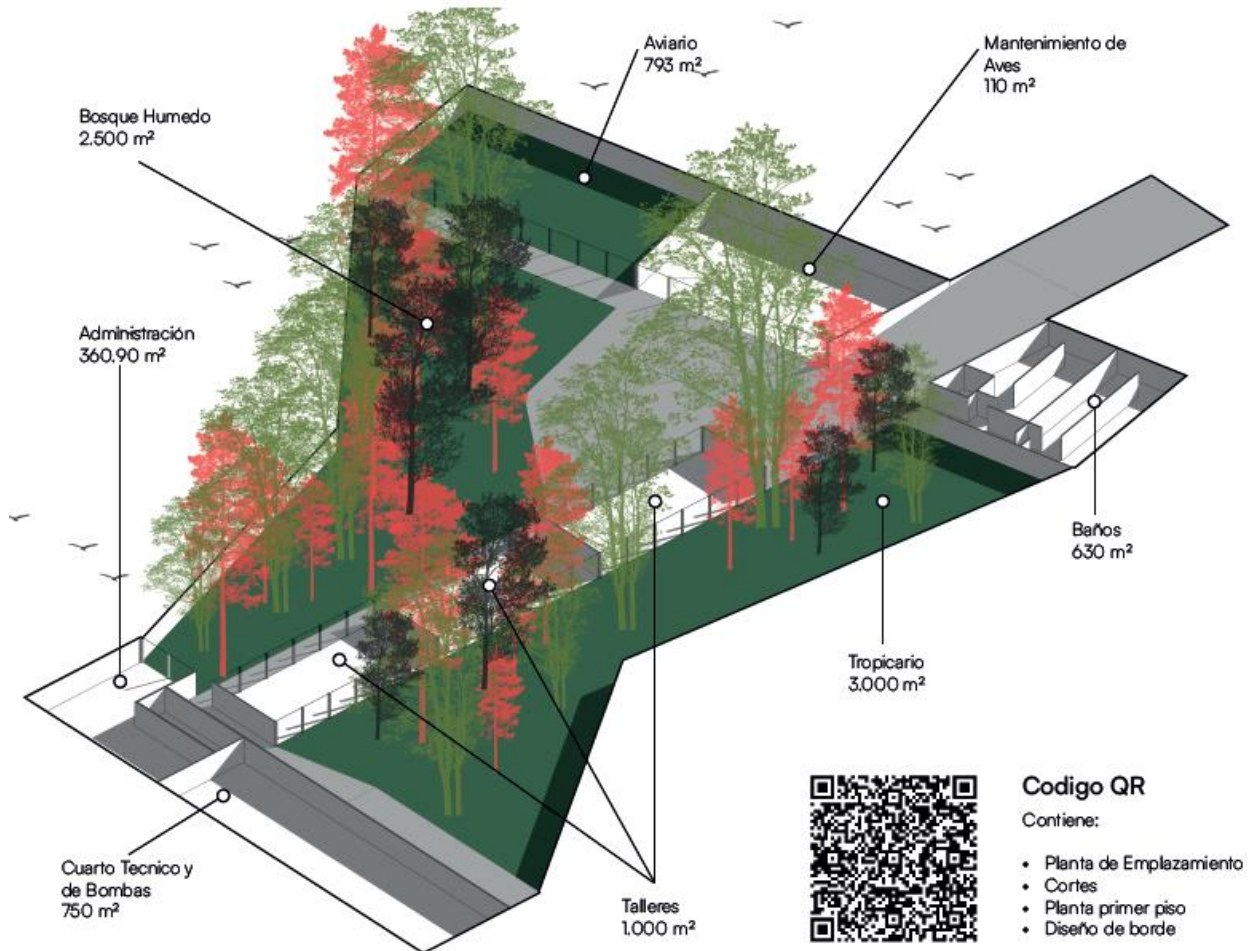 Aviario
793 m²
Mantenimiento de
Aves
110 m²
Bosque Humedo
2.500 m²
Administración
360,90 m²
Baños
630 m²
Tropicario
3.000 m²
Cuarto Tecnico y
de Bombas
750 m²
Talleres
1.000 m²
Codigo QR
Contiene:
• Planta de Emplazamiento
• Cortes
• Planta primer piso
• Diseño de borde